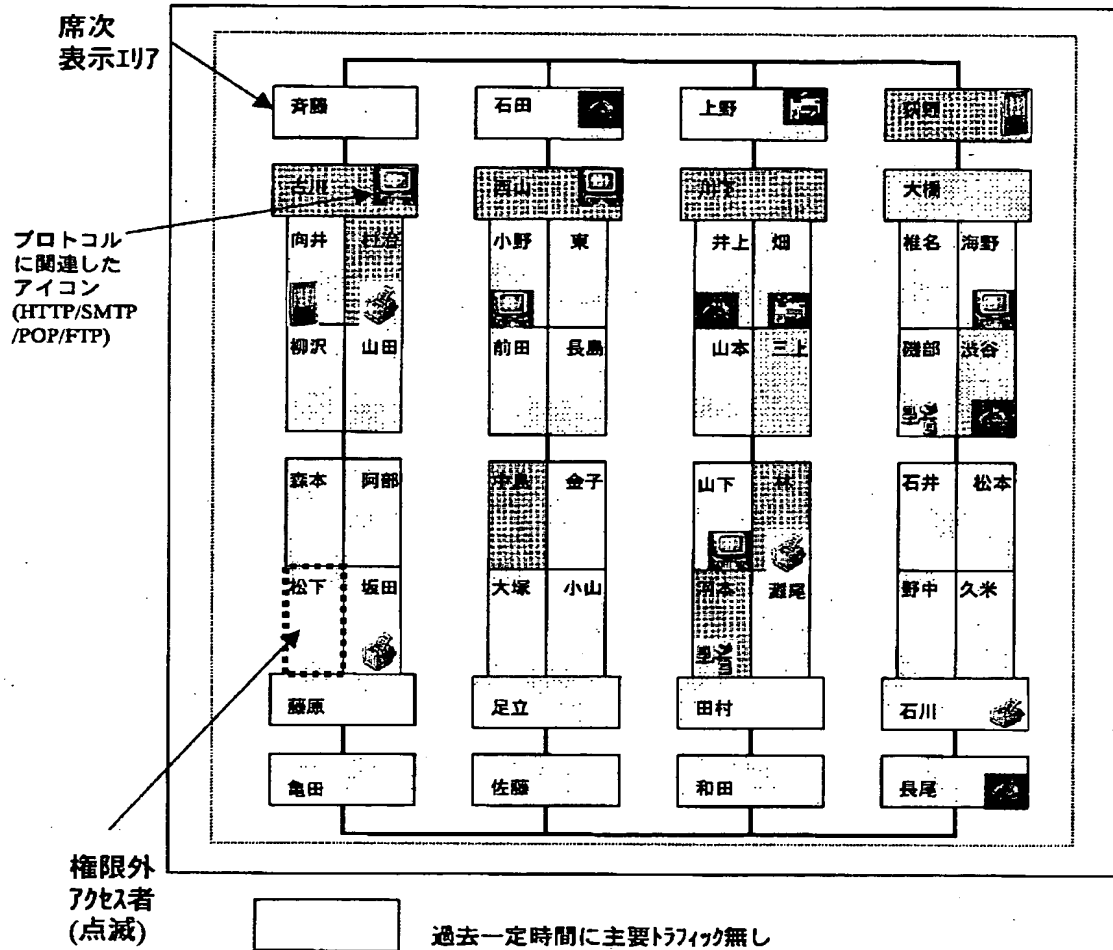 席次
表示エリア
斉藤
石田
上野
古川
西山
川下
大橋
プロトコル
に関連した
アイコン
(HTTP/SMTP
/POP/FTP)
向井
村治
小野
東
井上
畑
椎名
海野
柳沢
山田
前田
長島
山本
三上
磯部
渋谷
森本
阿部
中島
金子
山下
林
石井
松本
松下
坂田
大塚
小山
灘尾
野中
久米
藤原
足立
田村
石川
亀田
佐藤
和田
長尾
権限外
アクセス者
(点滅)
過去一定時間に主要トラフィック無し